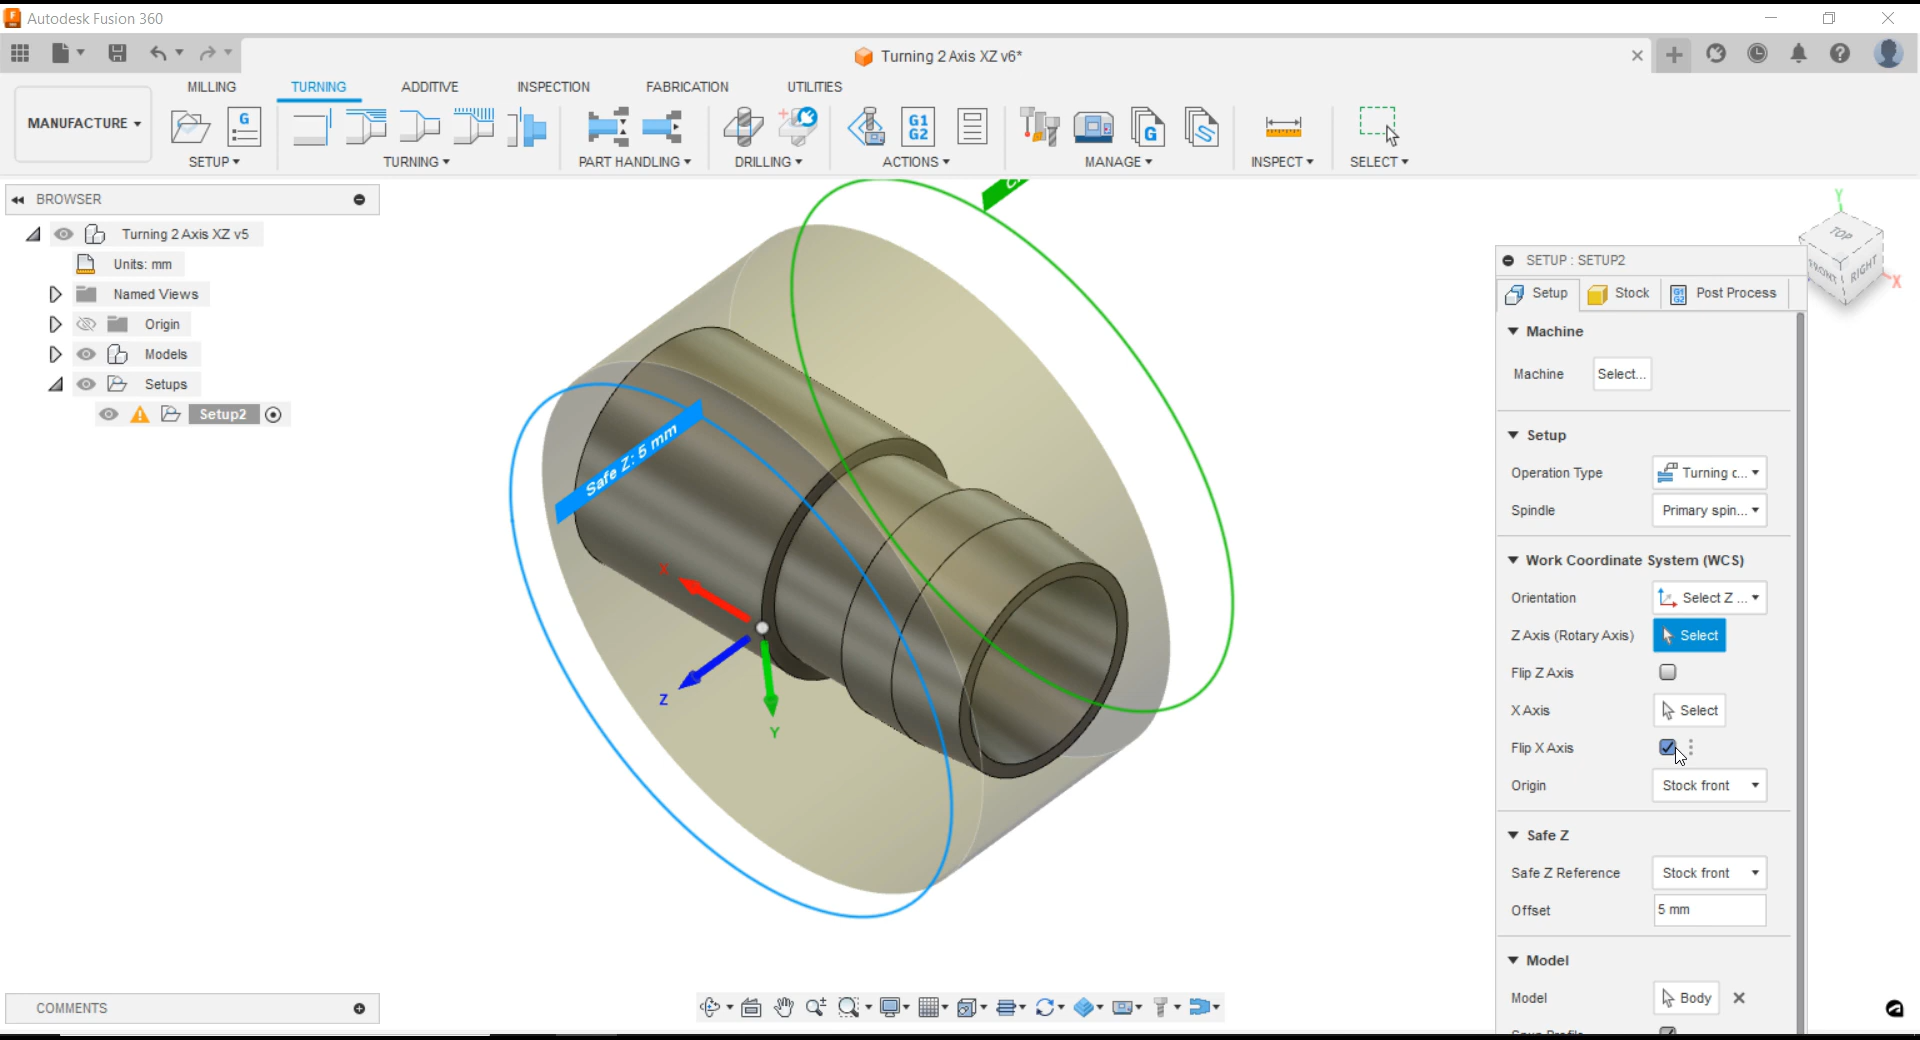 Autodesk Fusion 360
Turning 2 Axis XZ v6*
MANUFACTURE
MILLING
TURNING
ADDITIVE
INSPECTION
FABRICATION
UTILITIES
G
G1
G2
G
SETUP
TURNING
PART HANDLING
DRILLING
ACTIONS
MANAGE
INSPECT
SELECT
BROWSER
Turning 2 Axis XZ v5
Units: mm
Named Views
Origin
Models
Setups
Setup2
Safe Z: 5 mm
X
Z
Y
Y
TOP
FRONT
RIGHT
X
SETUP : SETUP2
Setup
Stock
Post Process
Machine
Machine
Select...
Setup
Operation Type
Turning c...
Spindle
Primary spin...
Work Coordinate System (WCS)
Orientation
Select Z ...
Z Axis (Rotary Axis)
Select
Flip Z Axis
X Axis
Select
Flip X Axis
Origin
Stock front
Safe Z
Safe Z Reference
Stock front
Offset
5 mm
Model
Model
Body
COMMENTS